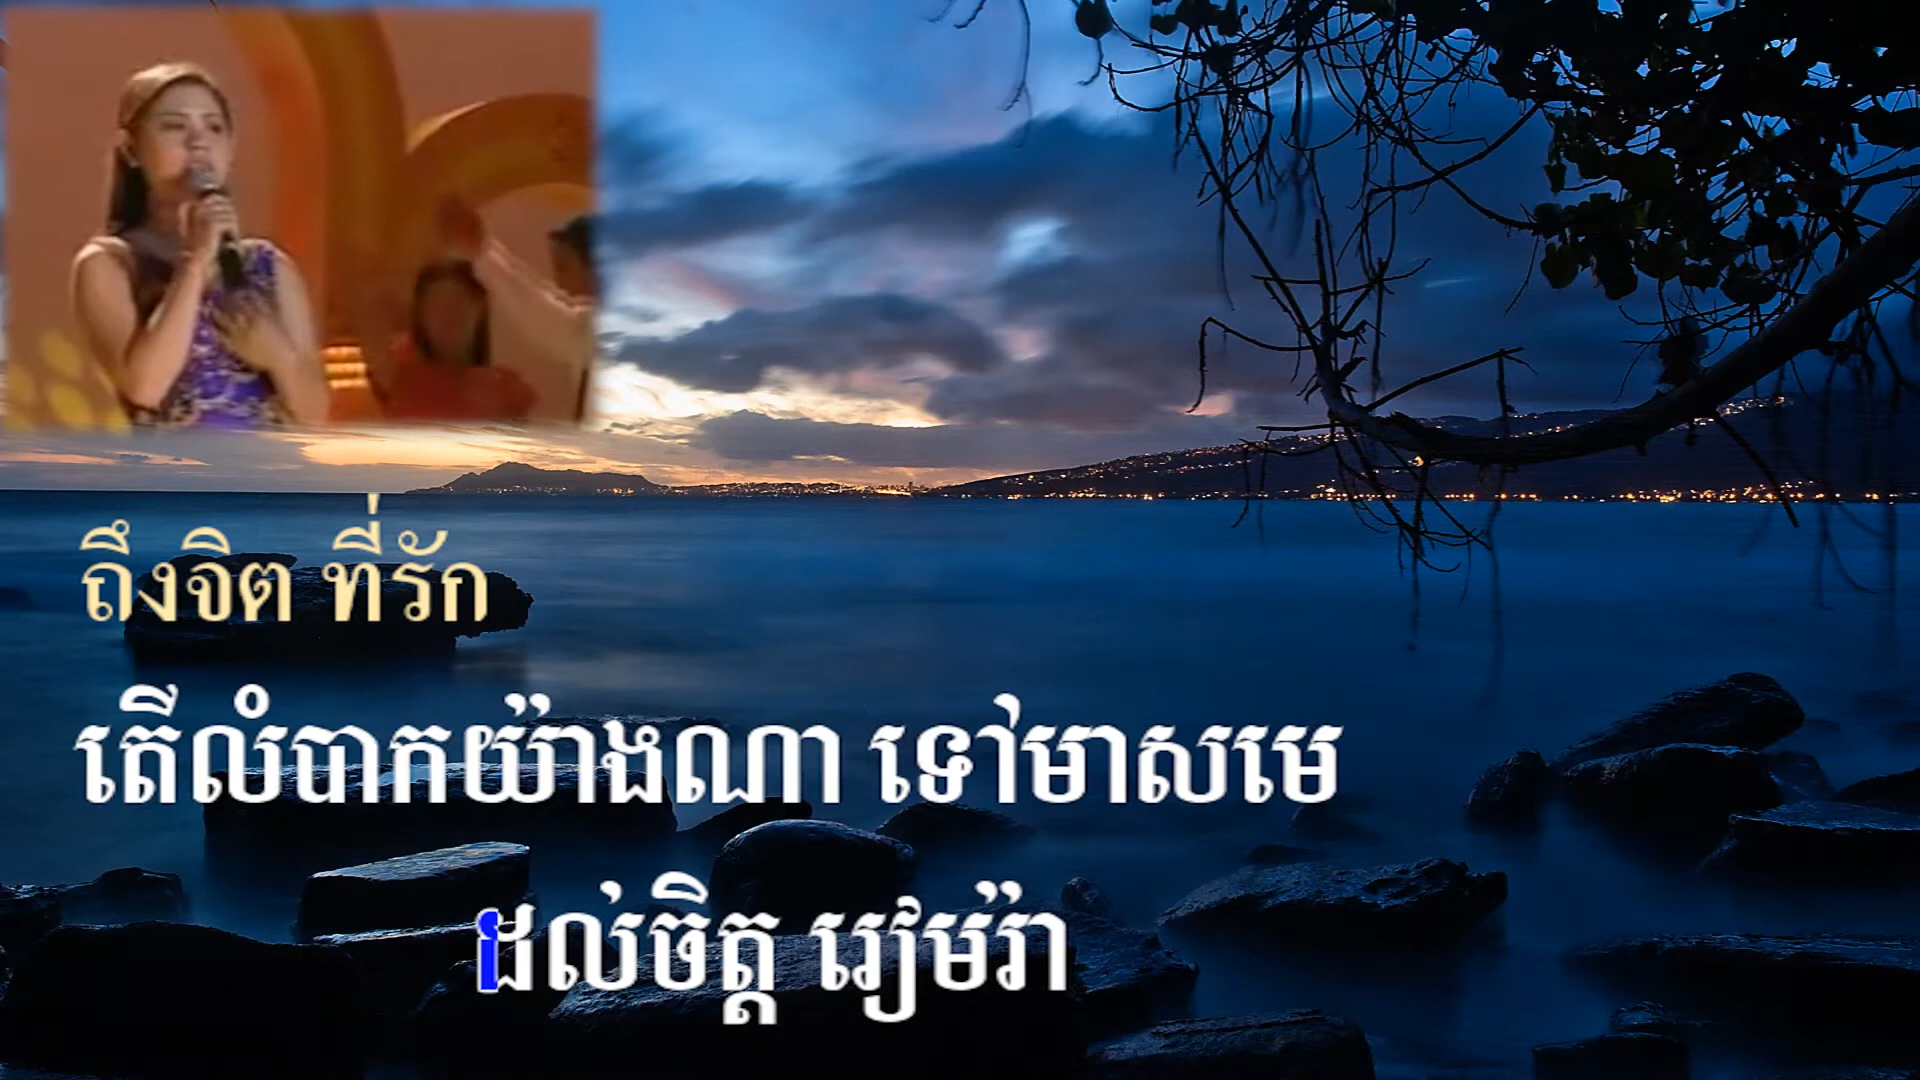 ถึงจิต ที่รัก
តើលំបាកយ៉ាងណា ទៅមាសមេ
ដល់ចិត្ត រៀមរ៉ា